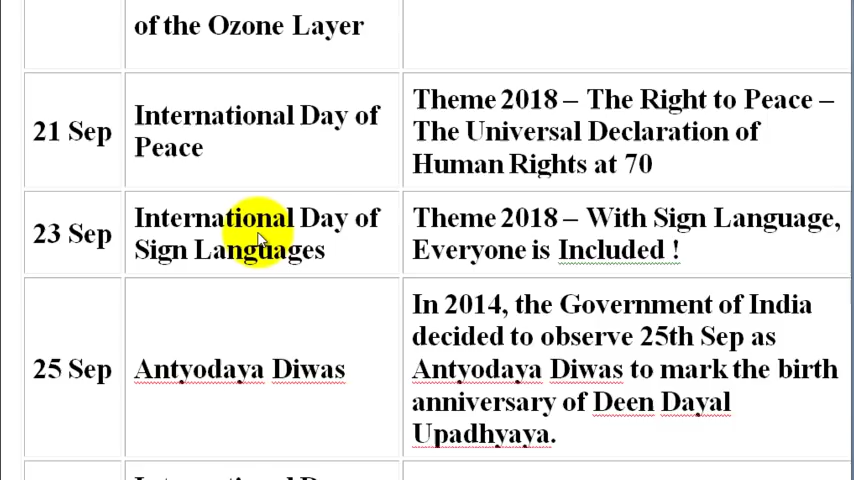 of the Ozone Layer
21 Sep
International Day of
Peace
Theme 2018 – The Right to Peace –
The Universal Declaration of
Human Rights at 70
23 Sep
International Day of
Sign Languages
Theme 2018 – With Sign Language,
Everyone is Included !
25 Sep
Antyodaya Diwas
In 2014, the Government of India
decided to observe 25th Sep as
Antyodaya Diwas to mark the birth
anniversary of Deen Dayal
Upadhyaya.